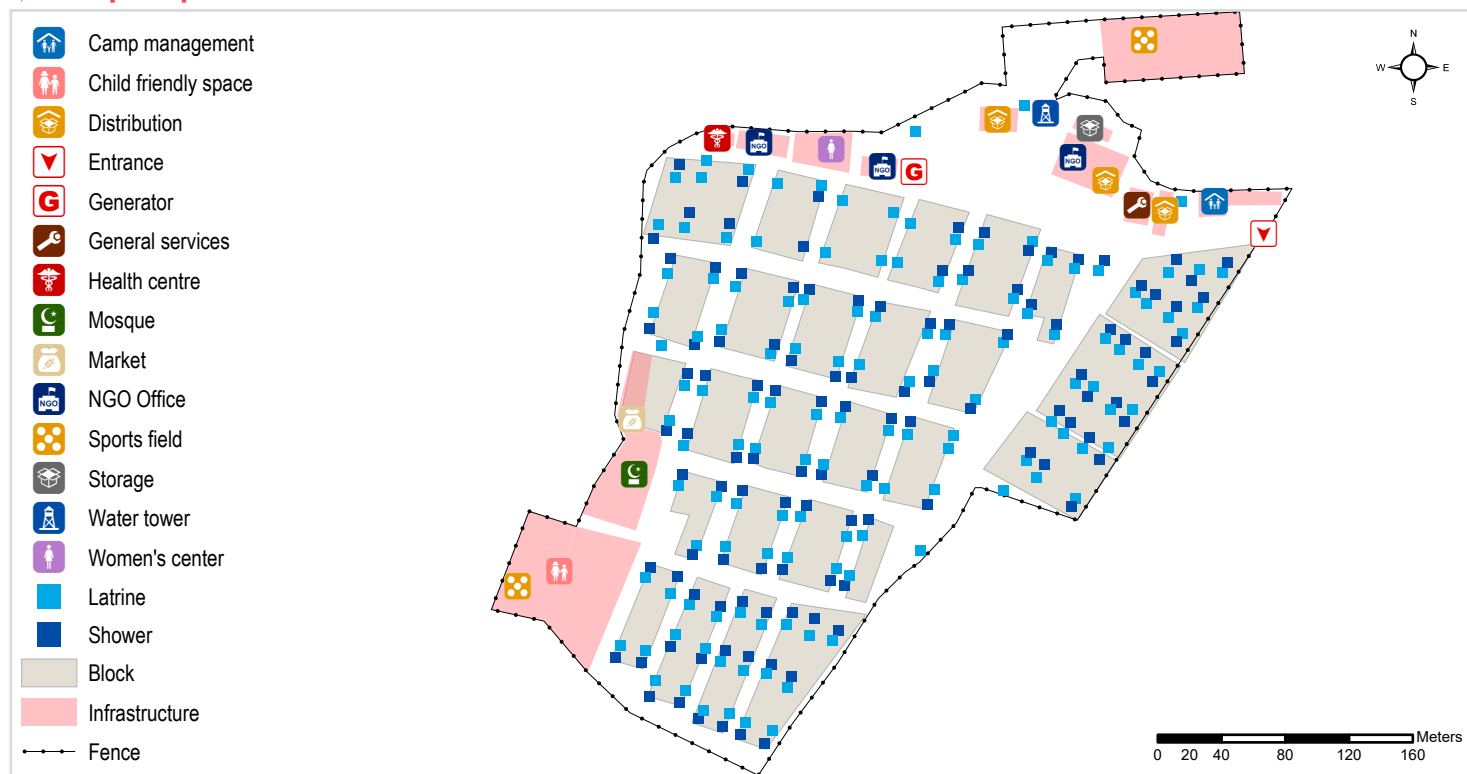 Camp management
Child friendly space
Distribution
Entrance
G Generator
General services
Health centre
Mosque
Market
NGO NGO Office
Sports field
Storage
Water tower
Women's center
Latrine
Shower
Block
Infrastructure
Fence
N
W E
S
NGO
NGO
G
NGO
Meters
0 20 40 80 120 160